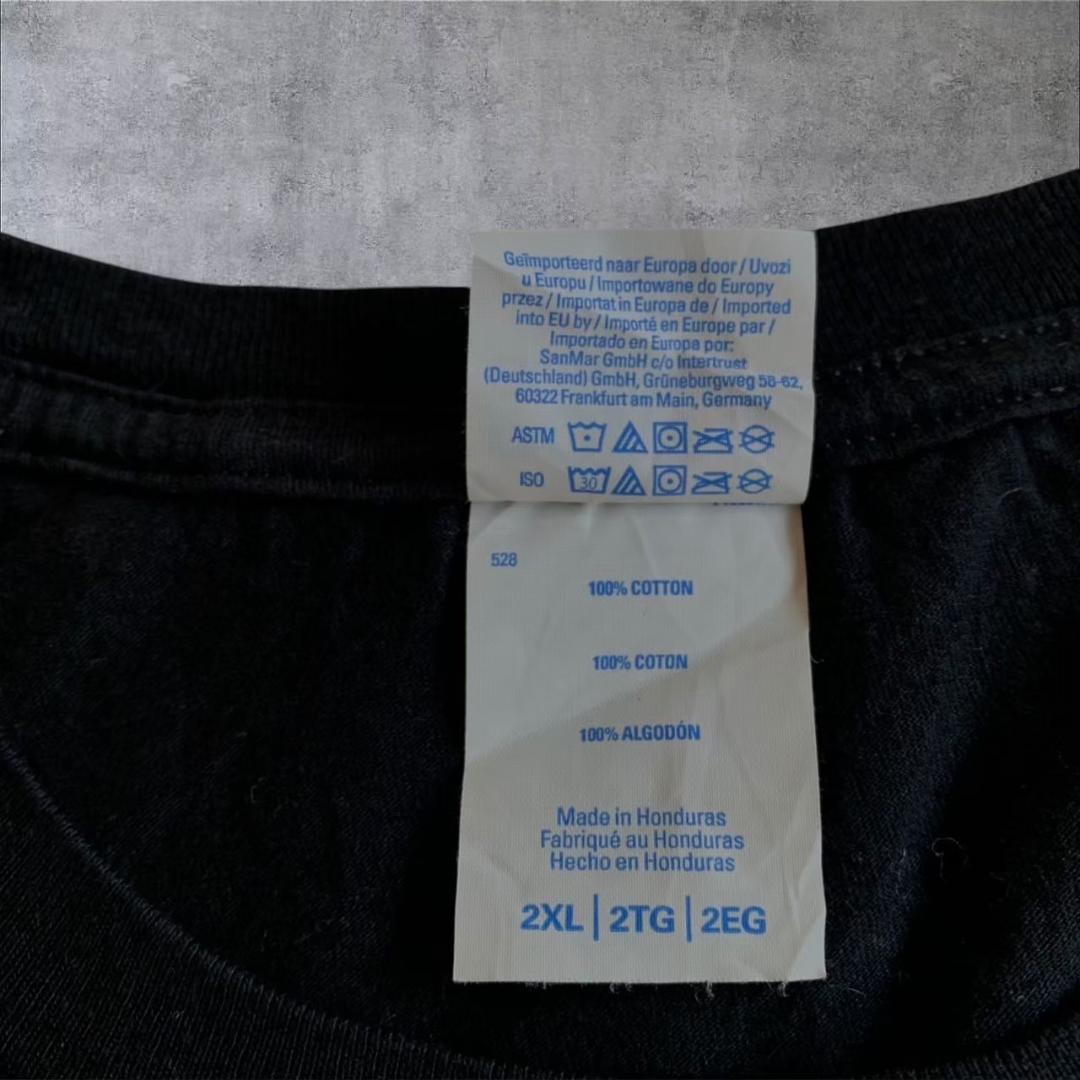 Geïmporteerd naar Europa door / Uvozi
u Europu / Importowane do Europy
przez / Importat in Europa de / Imported
into EU by / Importé en Europe par /
Importado en Europa por:
SanMar GmbH c/o Intertrust
(Deutschland) GmbH, Grüneburgweg 58-62,
60322 Frankfurt am Main, Germany
ASTM
ISO 30
528
100% COTTON
100% COTON
100% ALGODÓN
Made in Honduras
Fabriqué au Honduras
Hecho en Honduras
2XL | 2TG | 2EG